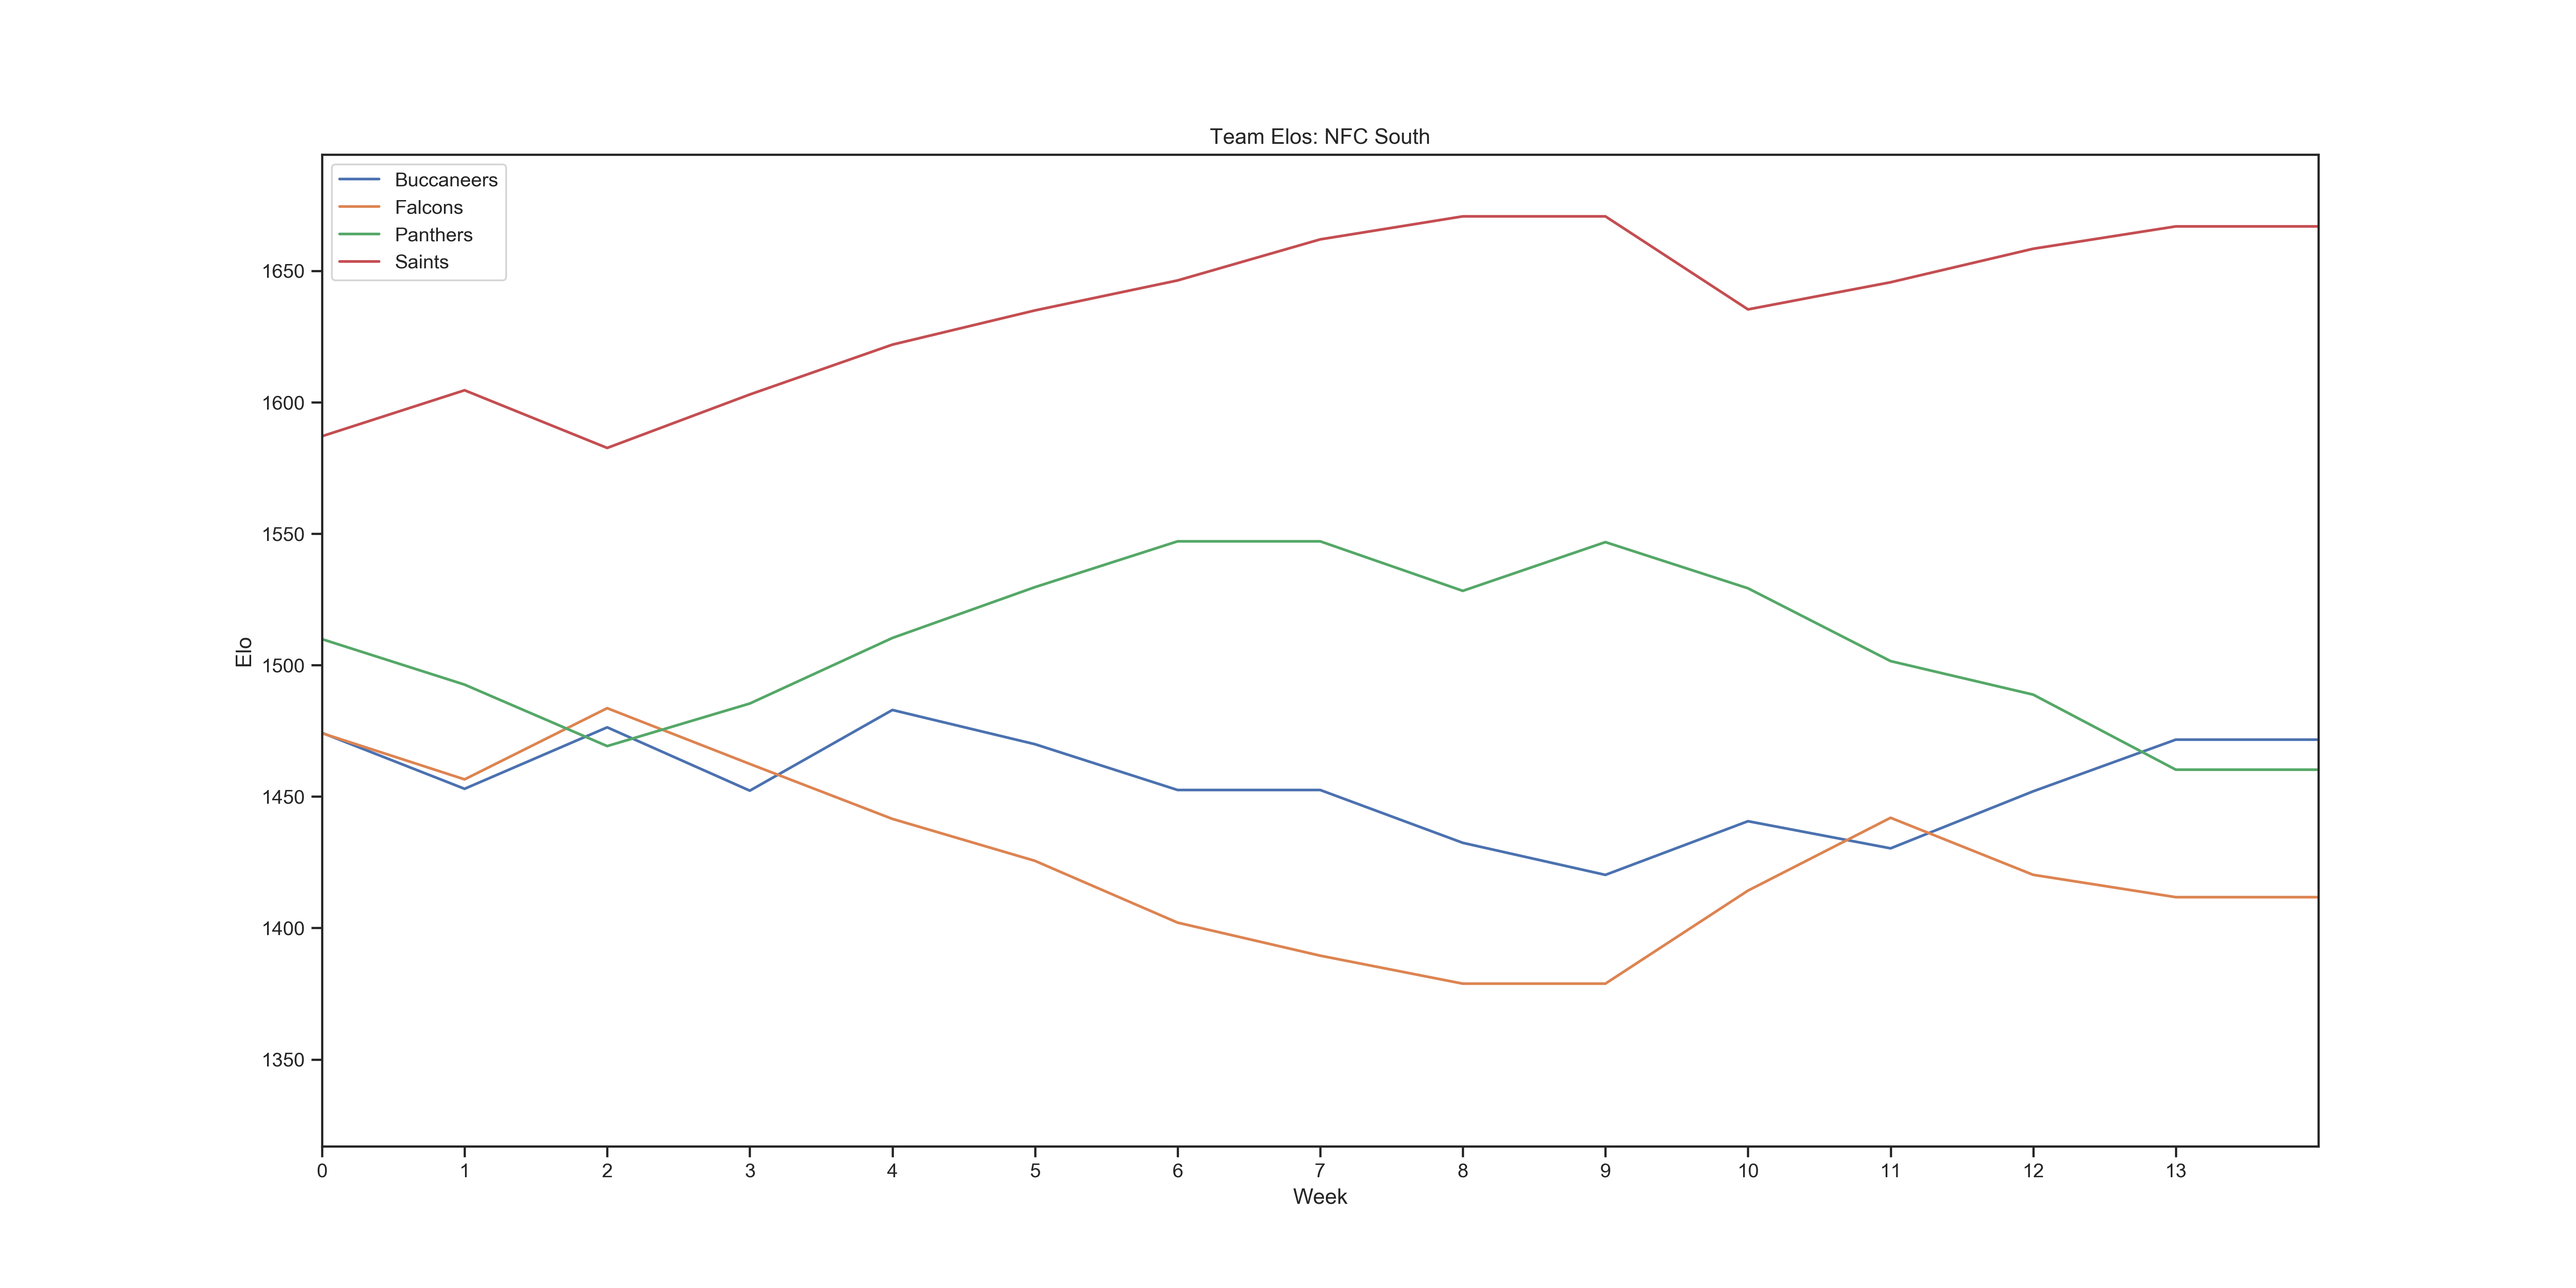 Team Elos: NFC South
Buccaneers
Falcons
Panthers
Saints
Elo
1650
1600
1550
1500
1450
1400
1350
0 1 2 3 4 5 6 7 8 9 10 11 12 13
Week